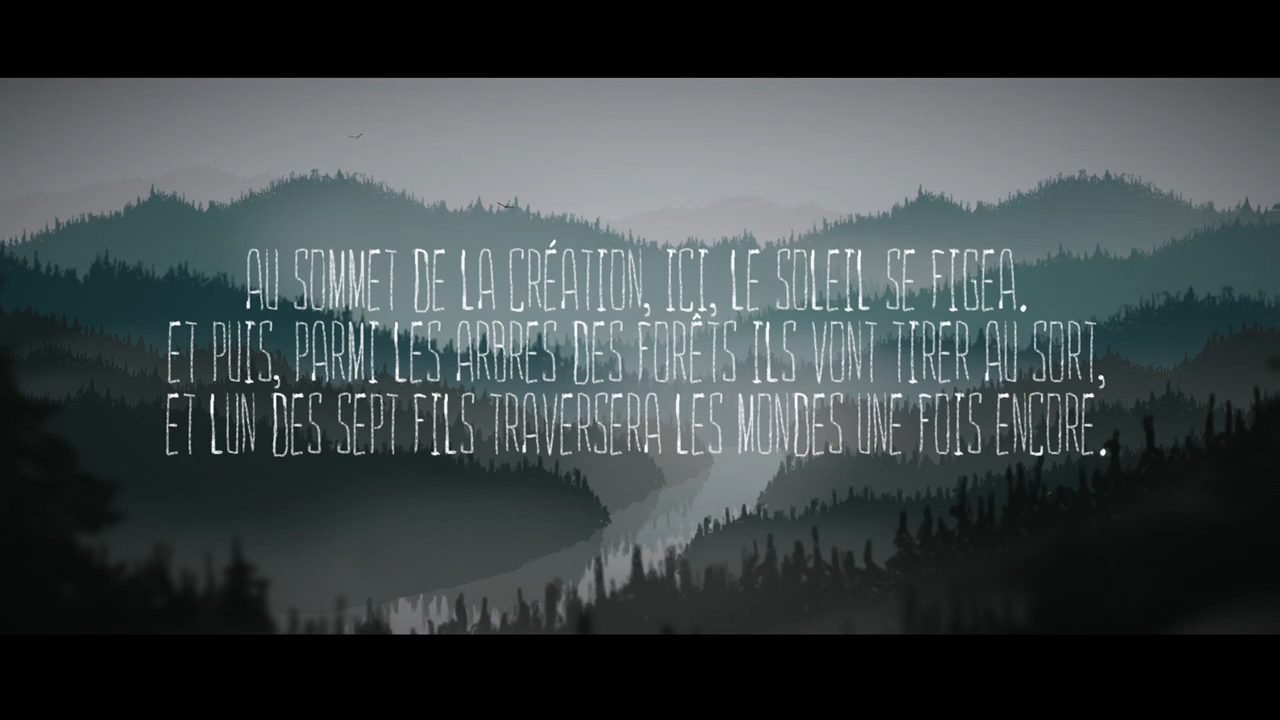 AU SOMMET DE LA CRÉATION, ICI, LE SOLEIL SE FIGEA.
ET PUIS, PARMI LES ARBRES DES FORÊTS ILS VONT TIRER AU SORT,
ET LUN DES SEPT FILS TRAVERSERA LES MONDES UNE FOIS ENCORE.